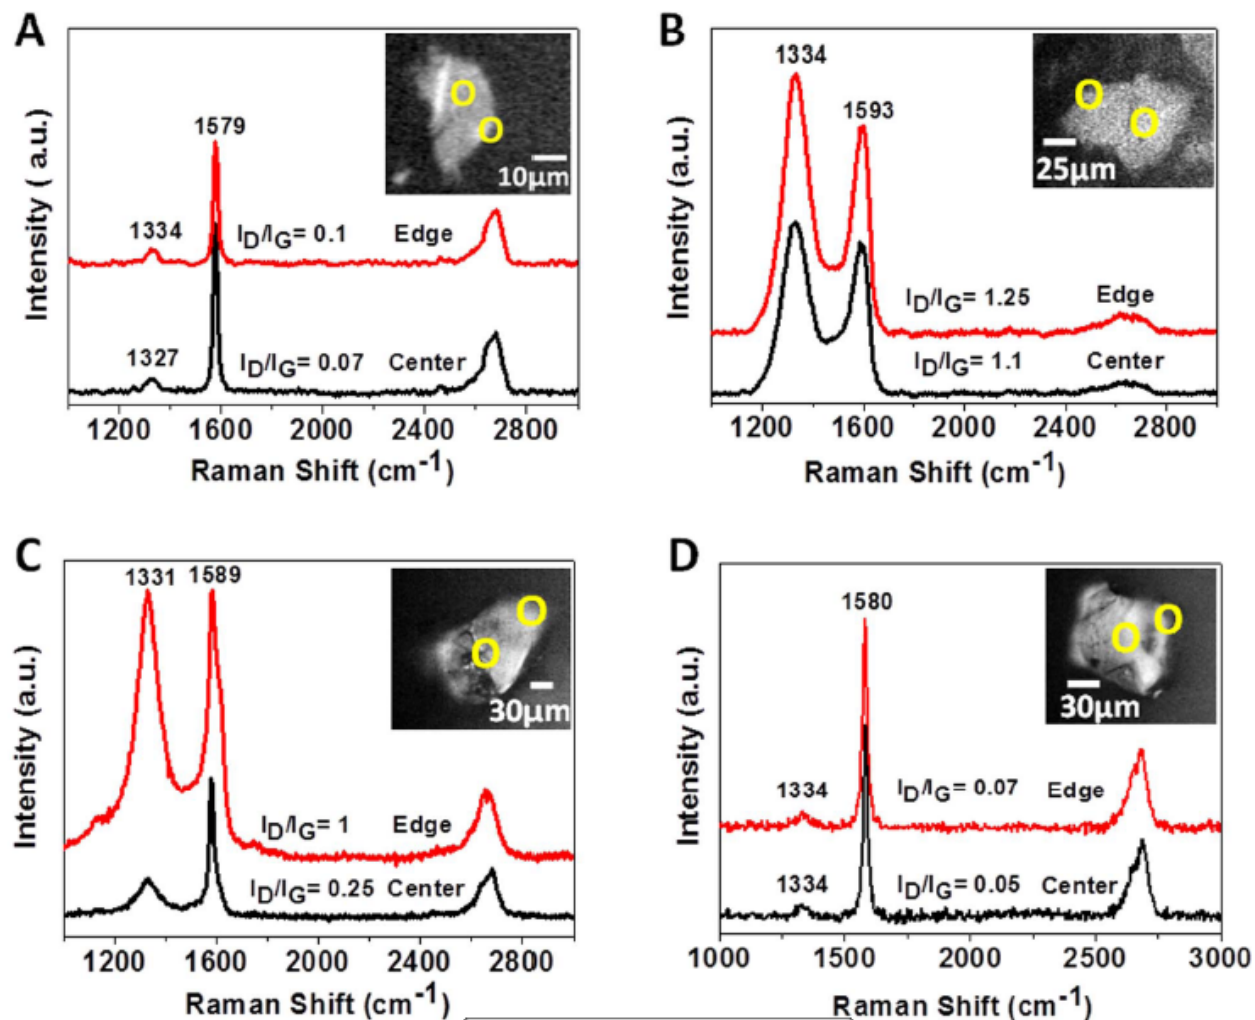 A
1579
1334
I_D/I_G= 0.1
Edge
1327
I_D/I_G= 0.07
Center
10μm
Intensity ( a.u.)
1200 1600 2000 2400 2800
Raman Shift (cm⁻¹)
B
1334
1593
I_D/I_G= 1.25
Edge
I_D/I_G= 1.1
Center
25μm
Intensity (a.u.)
1200 1600 2000 2400 2800
Raman Shift (cm⁻¹)
C
1331 1589
I_D/I_G= 1
Edge
I_D/I_G= 0.25
Center
30μm
Intensity (a.u.)
1200 1600 2000 2400 2800
Raman Shift (cm⁻¹)
D
1580
1334
I_D/I_G= 0.07
Edge
1334
I_D/I_G= 0.05
Center
30μm
Intensity (a.u.)
1000 1500 2000 2500 3000
Raman Shift (cm⁻¹)